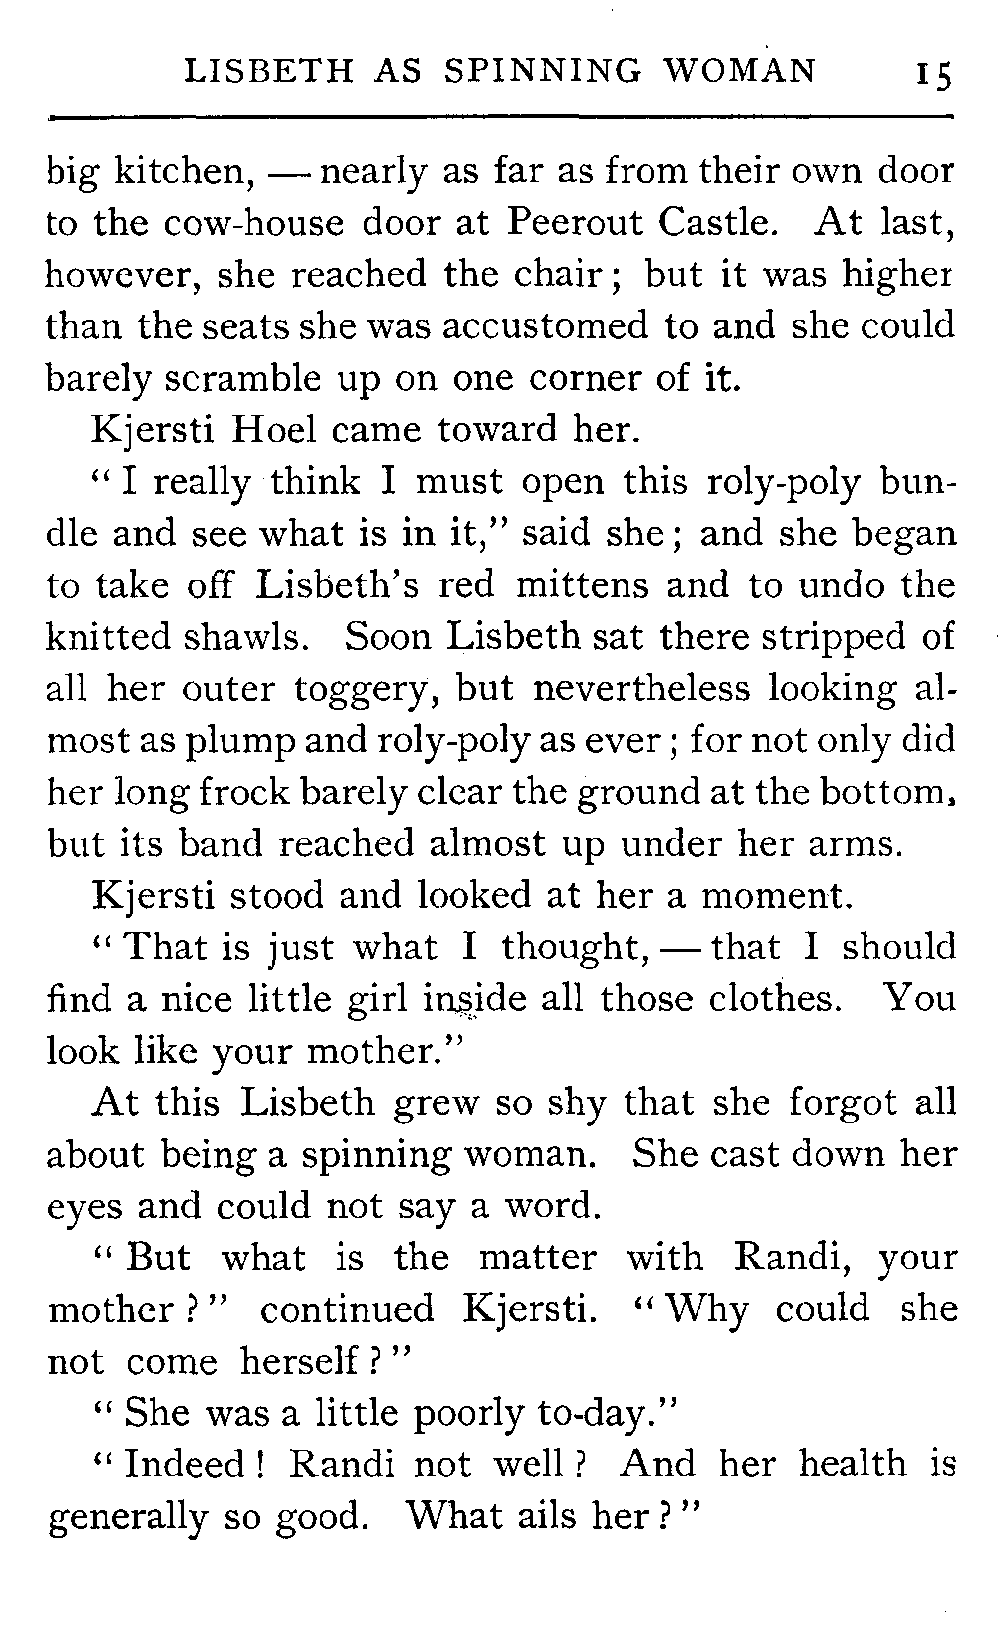 LISBETH AS SPINNING WOMAN 15
big kitchen, — nearly as far as from their own door
to the cow-house door at Peerout Castle. At last,
however, she reached the chair; but it was higher
than the seats she was accustomed to and she could
barely scramble up on one corner of it.
Kjersti Hoel came toward her.
“I really think I must open this roly-poly bun-
dle and see what is in it,” said she; and she began
to take off Lisbeth’s red mittens and to undo the
knitted shawls. Soon Lisbeth sat there stripped of
all her outer toggery, but nevertheless looking al-
most as plump and roly-poly as ever; for not only did
her long frock barely clear the ground at the bottom,
but its band reached almost up under her arms.
Kjersti stood and looked at her a moment.
“That is just what I thought, — that I should
find a nice little girl inside all those clothes. You
look like your mother.”
At this Lisbeth grew so shy that she forgot all
about being a spinning woman. She cast down her
eyes and could not say a word.
“But what is the matter with Randi, your
mother?” continued Kjersti. “Why could she
not come herself?”
“She was a little poorly to-day.”
“Indeed! Randi not well? And her health is
generally so good. What ails her?”